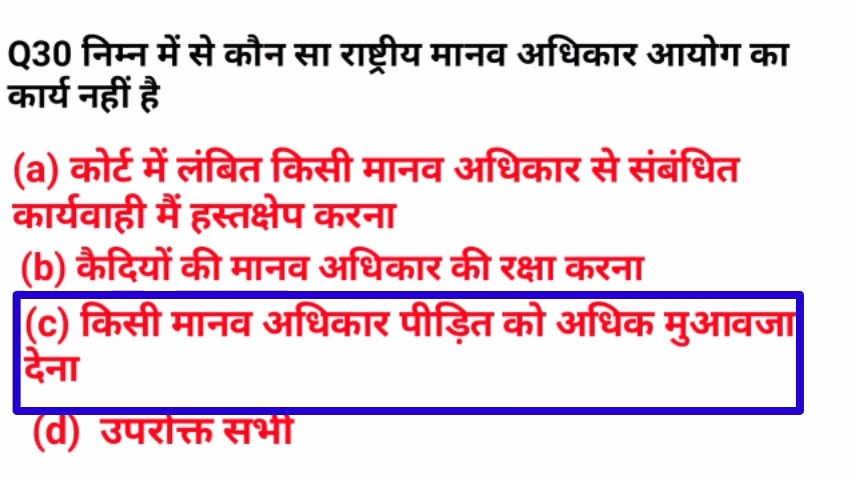 Q30 निम्न में से कौन सा राष्ट्रीय मानव अधिकार आयोग का
कार्य नहीं है
(a) कोर्ट में लंबित किसी मानव अधिकार से संबंधित
कार्यवाही मैं हस्तक्षेप करना
(b) कैदियों की मानव अधिकार की रक्षा करना
(c) किसी मानव अधिकार पीड़ित को अधिक मुआवजा
देना
(d) उपरोक्त सभी